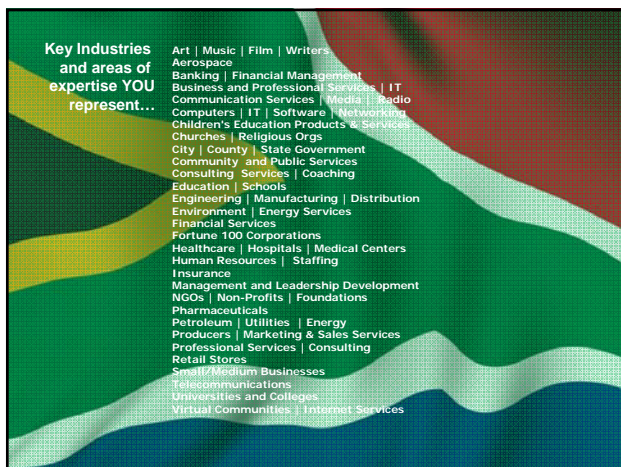 Key Industries
and areas of
expertise YOU
represent…
Art | Music | Film | Writers
Aerospace
Banking | Financial Management
Business and Professional Services | IT
Communication Services | Media | Radio
Computers | IT | Software | Networking
Children's Education Products & Services
Churches | Religious Orgs
City | County | State Government
Community and Public Services
Consulting Services | Coaching
Education | Schools
Engineering | Manufacturing | Distribution
Environment | Energy Services
Financial Services
Fortune 100 Corporations
Healthcare | Hospitals | Medical Centers
Human Resources | Staffing
Insurance
Management and Leadership Development
NGOs | Non-Profits | Foundations
Pharmaceuticals
Petroleum | Utilities | Energy
Producers | Marketing & Sales Services
Professional Services | Consulting
Retail Stores
Small/Medium Businesses
Telecommunications
Universities and Colleges
Virtual Communities | Internet Services